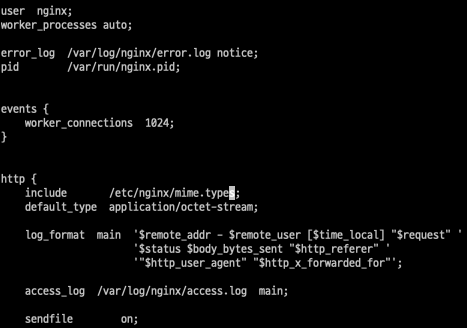 user  nginx;
worker_processes auto;

error_log  /var/log/nginx/error.log notice;
pid        /var/run/nginx.pid;


events {
    worker_connections  1024;
}


http {
    include       /etc/nginx/mime.types;
    default_type  application/octet-stream;

    log_format  main  '$remote_addr - $remote_user [$time_local] "$request" '
                      '$status $body_bytes_sent "$http_referer" '
                      '"$http_user_agent" "$http_x_forwarded_for"';

    access_log  /var/log/nginx/access.log  main;

    sendfile        on;